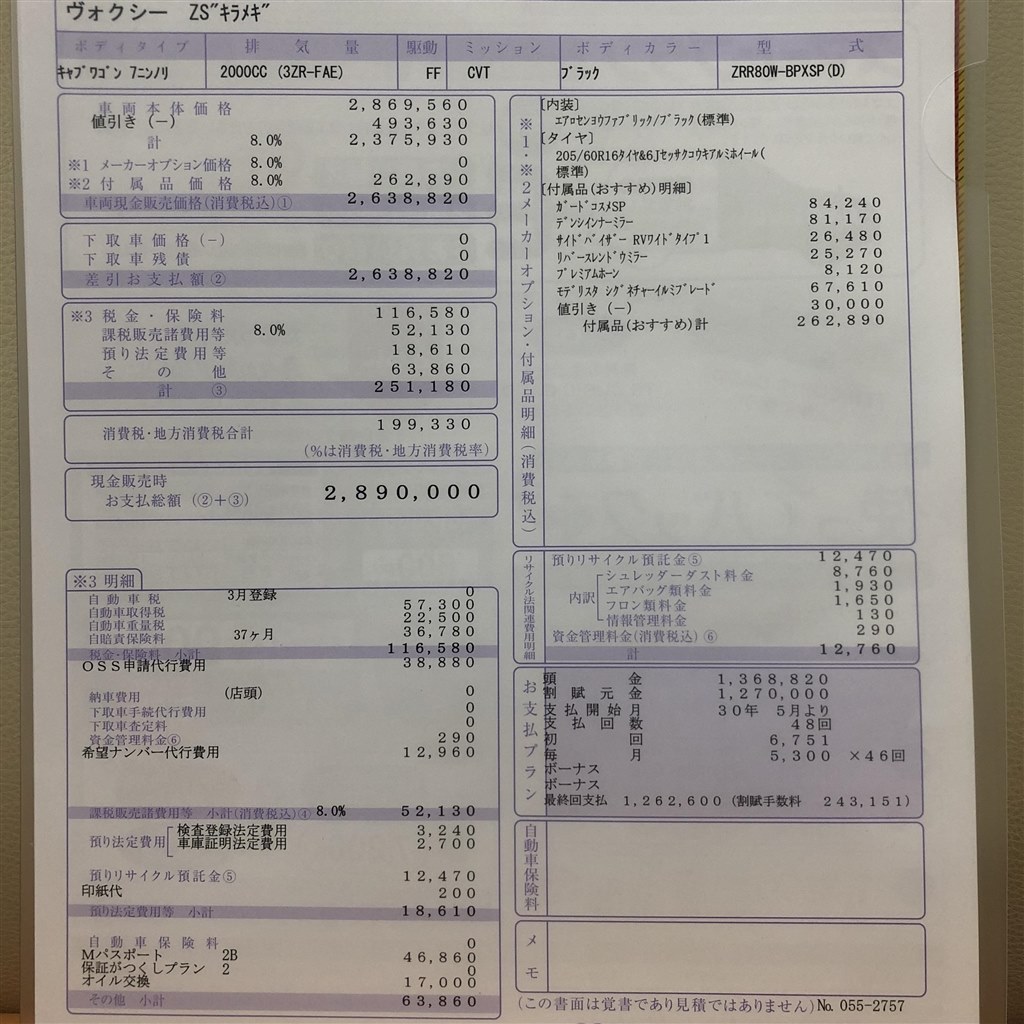 ヴォクシー ZS"ｷﾗﾒｷ"
ボディタイプ 排気量 駆動 ミッション ボディカラー 型式
ｷｬﾌﾞﾜｺﾞﾝ 7ﾆﾝﾉﾘ 2000CC (3ZR-FAE) FF CVT ﾌﾞﾗｯｸ ZRR80W-BPXSP(D)
車両本体価格 2,869,560
値引き (－) 493,630
計 8.0% 2,375,930
※1 メーカーオプション価格 8.0% 0
※2 付属品価格 8.0% 262,890
車両現金販売価格(消費税込)① 2,638,820
下取車価格(－) 0
下取車残債 0
差引お支払額② 2,638,820
※3 税金・保険料 116,580
課税販売諸費用等 8.0% 52,130
預り法定費用等 18,610
その他 63,860
計 ③ 251,180
消費税・地方消費税合計 199,330
(%は消費税・地方消費税率)
現金販売時
お支払総額 (②＋③) 2,890,000
※3 明細
自動車税 3月登録 0
自動車取得税 57,300
自動車重量税 22,500
自賠責保険料 37ヶ月 36,780
税金・保険料 小計 116,580
OSS申請代行費用 38,880
納車費用 (店頭) 0
下取車手続代行費用 0
下取車査定料 0
資金管理料金⑥ 290
希望ナンバー代行費用 12,960
課税販売諸費用等 小計(消費税込)④ 8.0% 52,130
預り法定費用
検査登録法定費用 3,240
車庫証明法定費用 2,700
預りリサイクル預託金⑤ 12,470
印紙代 200
預り法定費用等 小計 18,610
自動車保険料 0
Mパスポート 2B 46,860
保証がつくしプラン 2 0
オイル交換 17,000
その他 小計 63,860
※1・※2メーカーオプション・付属品明細(消費税込)
[内装]
ｴｱﾛｾﾝﾖｳﾌｧﾌﾞﾘｯｸ/ﾌﾞﾗｯｸ(標準)
[タイヤ]
205/60R16ﾀｲﾔ&6Jｾｯｻｸｺｳｷｱﾙﾐﾎｲｰﾙ(
標準)
[付属品(おすすめ)明細]
ｶﾞｰﾄﾞｺｽﾒSP 84,240
ﾃﾞﾝｼｲﾝﾅｰﾐﾗｰ 81,170
ｻｲﾄﾞﾊﾞｲｻﾞｰ RVﾜｲﾄﾞﾀｲﾌﾟ1 26,480
ﾘﾊﾞｰｽﾚﾝﾄﾞｳﾐﾗｰ 25,270
ﾌﾟﾚﾐｱﾑﾎｰﾝ 8,120
ﾓﾃﾞﾘｽﾀ ｼｸﾞﾈﾁｬｰｲﾙﾐﾌﾞﾚｰﾄﾞ 67,610
値引き (－) 30,000
付属品(おすすめ)計 262,890
リサイクル法関連費用明細
預りリサイクル預託金⑤ 12,470
内訳
シュレッダーダスト料金 8,760
エアバッグ類料金 1,930
フロン類料金 1,650
情報管理料金 130
資金管理料金(消費税込)⑥ 290
計 12,760
お支払プラン
頭金 1,368,820
割賦元金 1,270,000
支払開始月 30年 5月より
支払回数 48回
初回 6,751
毎月 5,300 ×46回
ボーナス
ボーナス
最終回支払 1,262,600 (割賦手数料 243,151)
自動車保険料
メモ
(この書面は覚書であり見積ではありません) No. 055-2757